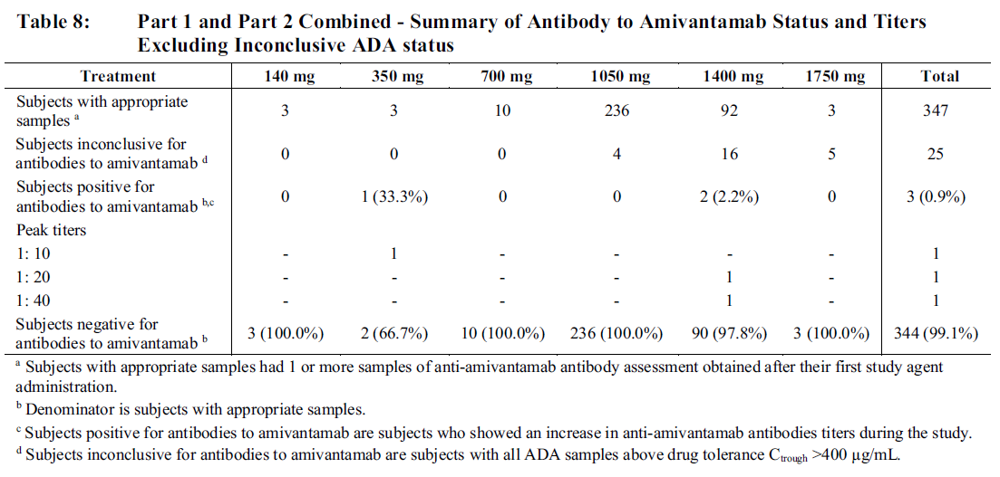 Table 8: Part 1 and Part 2 Combined - Summary of Antibody to Amivantamab Status and Titers
Excluding Inconclusive ADA status
Treatment 140 mg 350 mg 700 mg 1050 mg 1400 mg 1750 mg Total
Subjects with appropriate
samples a 3 3 10 236 92 3 347
Subjects inconclusive for
antibodies to amivantamab d 0 0 0 4 16 5 25
Subjects positive for
antibodies to amivantamab b,c 0 1 (33.3%) 0 0 2 (2.2%) 0 3 (0.9%)
Peak titers
1: 10 - 1 - - - - 1
1: 20 - - - - 1 - 1
1: 40 - - - - 1 - 1
Subjects negative for
antibodies to amivantamab b 3 (100.0%) 2 (66.7%) 10 (100.0%) 236 (100.0%) 90 (97.8%) 3 (100.0%) 344 (99.1%)
a Subjects with appropriate samples had 1 or more samples of anti-amivantamab antibody assessment obtained after their first study agent
administration.
b Denominator is subjects with appropriate samples.
c Subjects positive for antibodies to amivantamab are subjects who showed an increase in anti-amivantamab antibodies titers during the study.
d Subjects inconclusive for antibodies to amivantamab are subjects with all ADA samples above drug tolerance Ctrough >400 µg/mL.